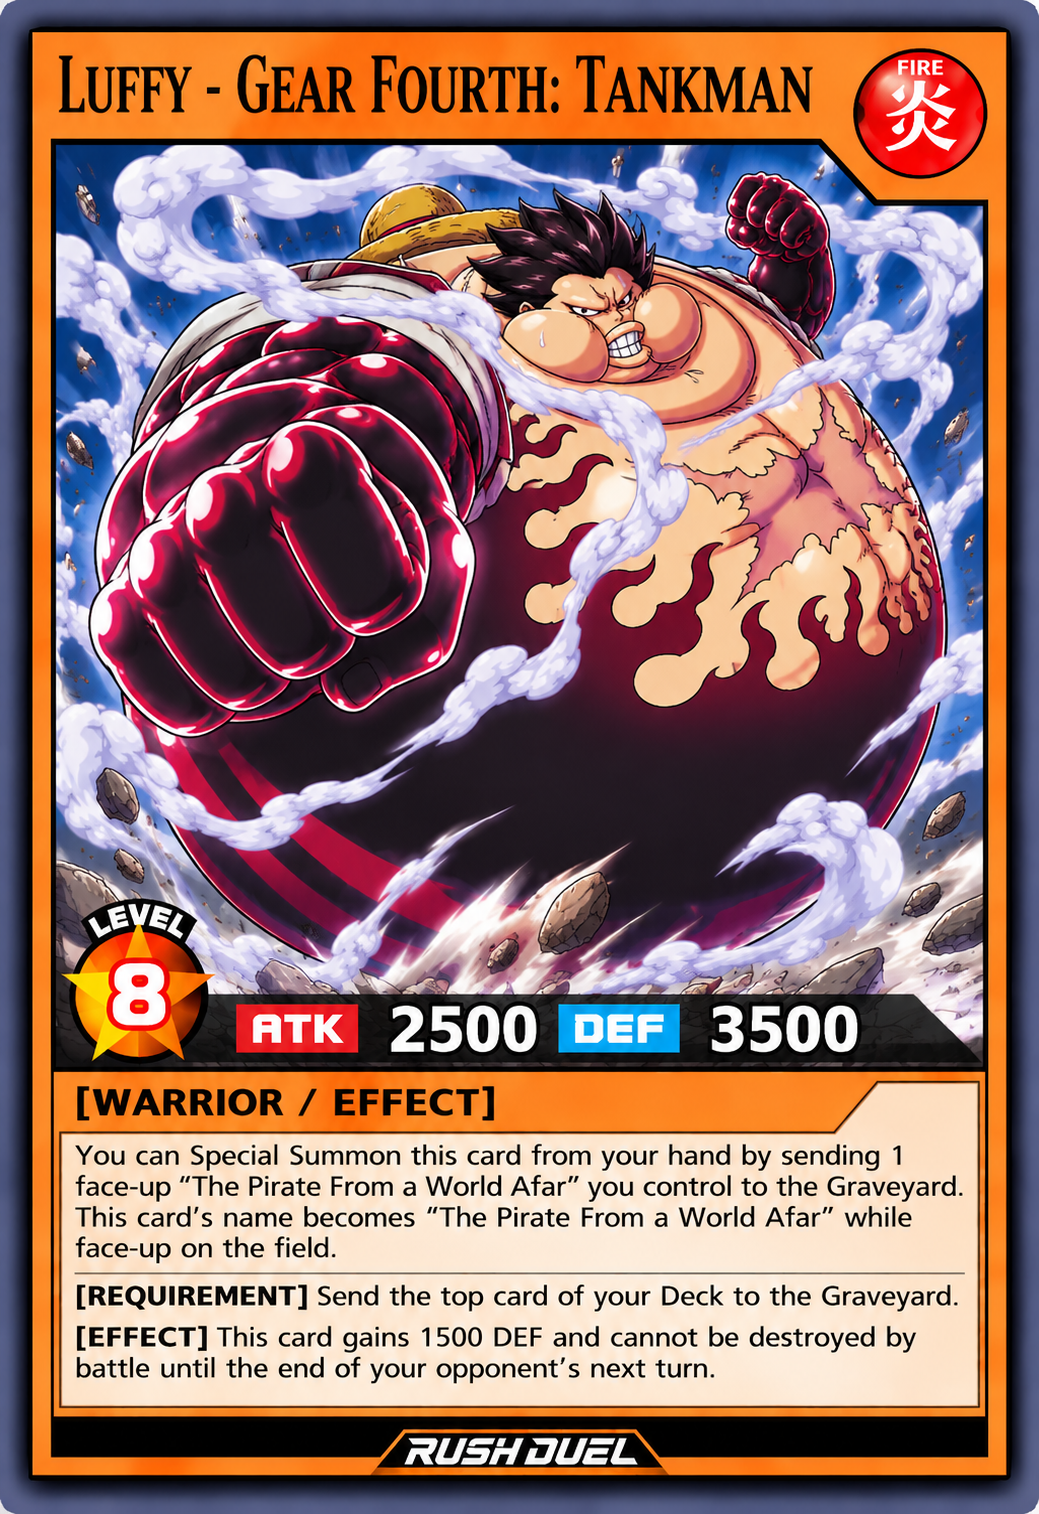 LUFFY - GEAR FOURTH: TANKMAN
FIRE
炎
LEVEL
8
ATK 2500 DEF 3500
[WARRIOR / EFFECT]
You can Special Summon this card from your hand by sending 1
face-up “The Pirate From a World Afar” you control to the Graveyard.
This card’s name becomes “The Pirate From a World Afar” while
face-up on the field.
[REQUIREMENT] Send the top card of your Deck to the Graveyard.
[EFFECT] This card gains 1500 DEF and cannot be destroyed by
battle until the end of your opponent’s next turn.
RUSH DUEL